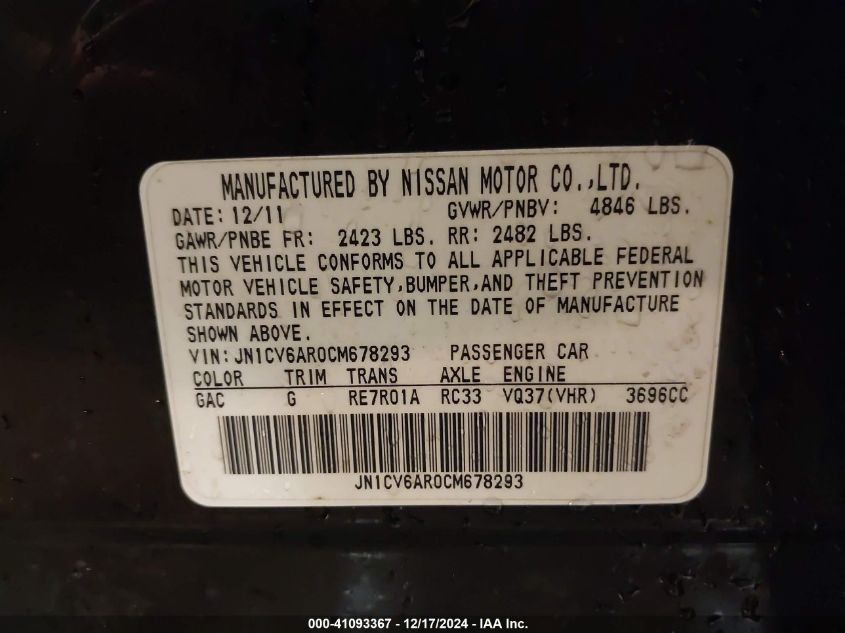 MANUFACTURED BY NISSAN MOTOR CO.,LTD.
DATE: 12/11 GVWR/PNBV: 4846 LBS.
GAWR/PNBE FR: 2423 LBS. RR: 2482 LBS.
THIS VEHICLE CONFORMS TO ALL APPLICABLE FEDERAL
MOTOR VEHICLE SAFETY,BUMPER,AND THEFT PREVENTION
STANDARDS IN EFFECT ON THE DATE OF MANUFACTURE
SHOWN ABOVE.
VIN:JN1CV6AR0CM678293 PASSENGER CAR
COLOR TRIM TRANS AXLE ENGINE
GAC G RE7R01A RC33 VQ37(VHR) 3696CC
JN1CV6AR0CM678293
000-41093367 - 12/17/2024 - IAA Inc.